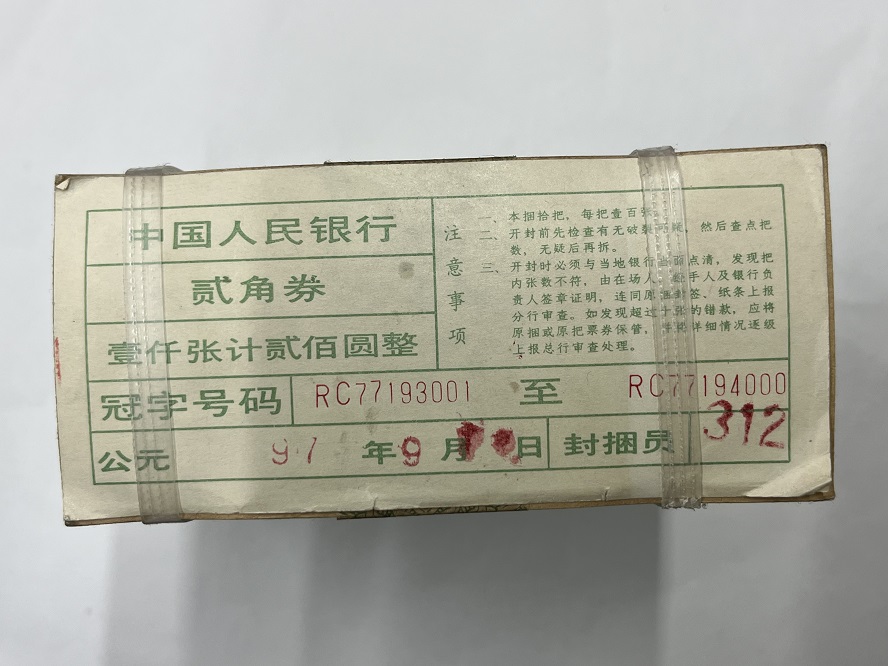 中国人民银行
贰角券
壹仟张计贰佰圆整
注意事项
一、本捆拾把，每把壹百张
二、开封前先检查有无破裂 ，然后查点把
数，无疑后再拆。
三、开封时必须与当地银行当面点清，发现把
内张数不符，由在场人、经手人及银行负
责人签章证明，连同原 封签、纸条上报
分行审查。如发现超过十张的错款，应将
原捆或原把票券保管， 详细情况逐级
上报总行审查处理。
冠字号码 RC77193001 至 RC77194000
公元 97 年 9 月 日 封捆员 392